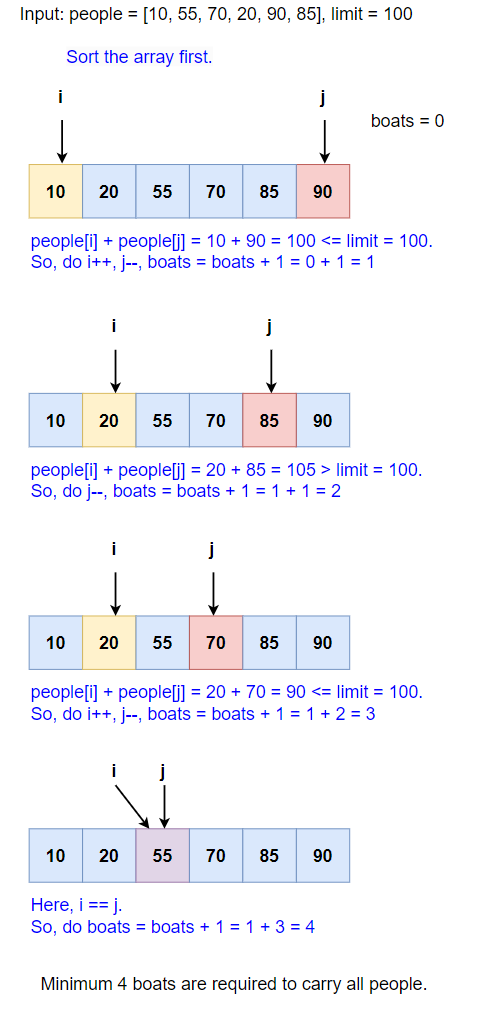 Input: people = [10, 55, 70, 20, 90, 85], limit = 100
Sort the array first.
i j
boats = 0
10 20 55 70 85 90
people[i] + people[j] = 10 + 90 = 100 <= limit = 100.
So, do i++, j--, boats = boats + 1 = 0 + 1 = 1
i j
10 20 55 70 85 90
people[i] + people[j] = 20 + 85 = 105 > limit = 100.
So, do j--, boats = boats + 1 = 1 + 1 = 2
i j
10 20 55 70 85 90
people[i] + people[j] = 20 + 70 = 90 <= limit = 100.
So, do i++, j--, boats = boats + 1 = 1 + 2 = 3
i j
10 20 55 70 85 90
Here, i == j.
So, do boats = boats + 1 = 1 + 3 = 4
Minimum 4 boats are required to carry all people.